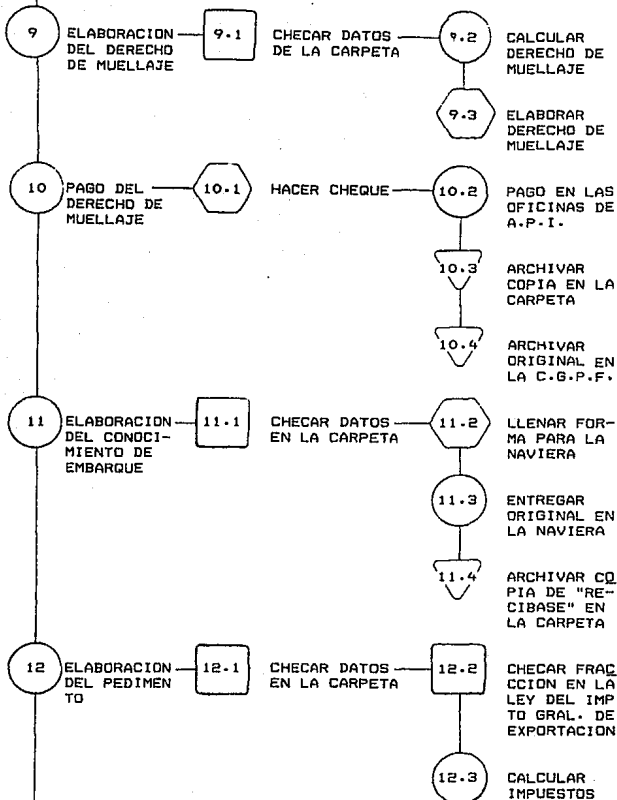 9
ELABORACION
DEL DERECHO
DE MUELLAJE
9.1
CHECAR DATOS
DE LA CARPETA
9.2
CALCULAR
DERECHO DE
MUELLAJE
9.3
ELABORAR
DERECHO DE
MUELLAJE
10
PAGO DEL
DERECHO DE
MUELLAJE
10.1
HACER CHEQUE
10.2
PAGO EN LAS
OFICINAS DE
A.P.I.
10.3
ARCHIVAR
COPIA EN LA
CARPETA
10.4
ARCHIVAR
ORIGINAL EN
LA C.G.P.F.
11
ELABORACION
DEL CONOCI-
MIENTO DE
EMBARQUE
11.1
CHECAR DATOS
EN LA CARPETA
11.2
LLENAR FOR-
MA PARA LA
NAVIERA
11.3
ENTREGAR
ORIGINAL EN
LA NAVIERA
11.4
ARCHIVAR CO
PIA DE "RE-
CIBASE" EN
LA CARPETA
12
ELABORACION
DEL PEDIMEN
TO
12.1
CHECAR DATOS
EN LA CARPETA
12.2
CHECAR FRAC
CCION EN LA
LEY DEL IMP
TO GRAL. DE
EXPORTACION
12.3
CALCULAR
IMPUESTOS